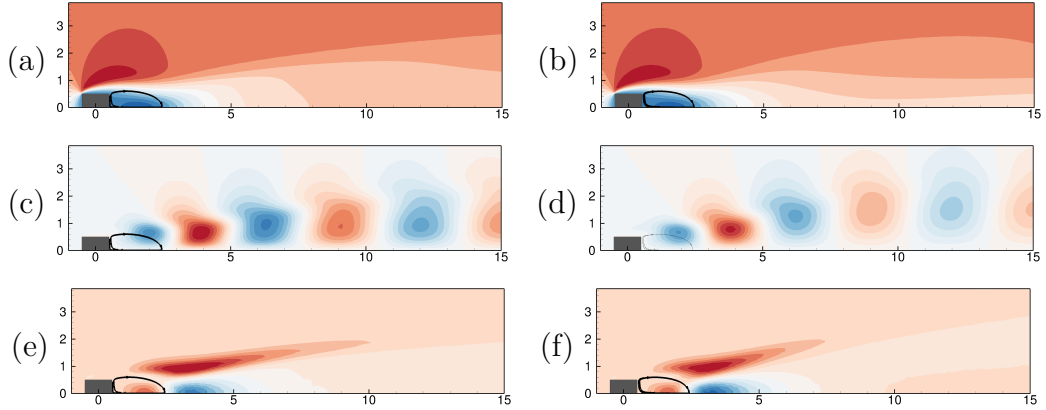 (a) 3 2 1 0 0 5 10 15
(b) 3 2 1 0 0 5 10 15
(c) 3 2 1 0 0 5 10 15
(d) 3 2 1 0 0 5 10 15
(e) 3 2 1 0 0 5 10 15
(f) 3 2 1 0 0 5 10 15